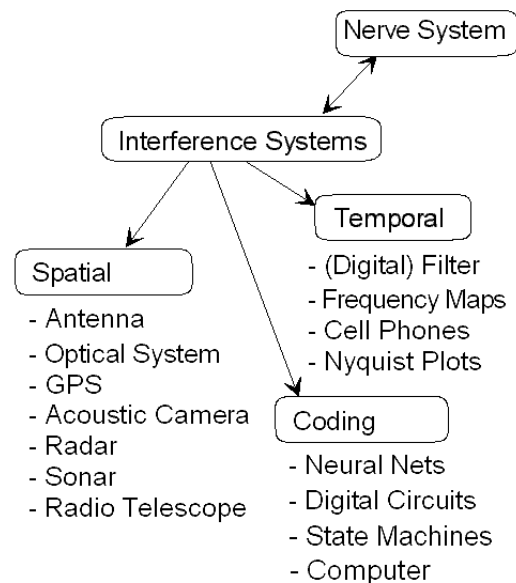 Nerve System
Interference Systems
Temporal
- (Digital) Filter
- Frequency Maps
- Cell Phones
- Nyquist Plots
Spatial
- Antenna
- Optical System
- GPS
- Acoustic Camera
- Radar
- Sonar
- Radio Telescope
Coding
- Neural Nets
- Digital Circuits
- State Machines
- Computer